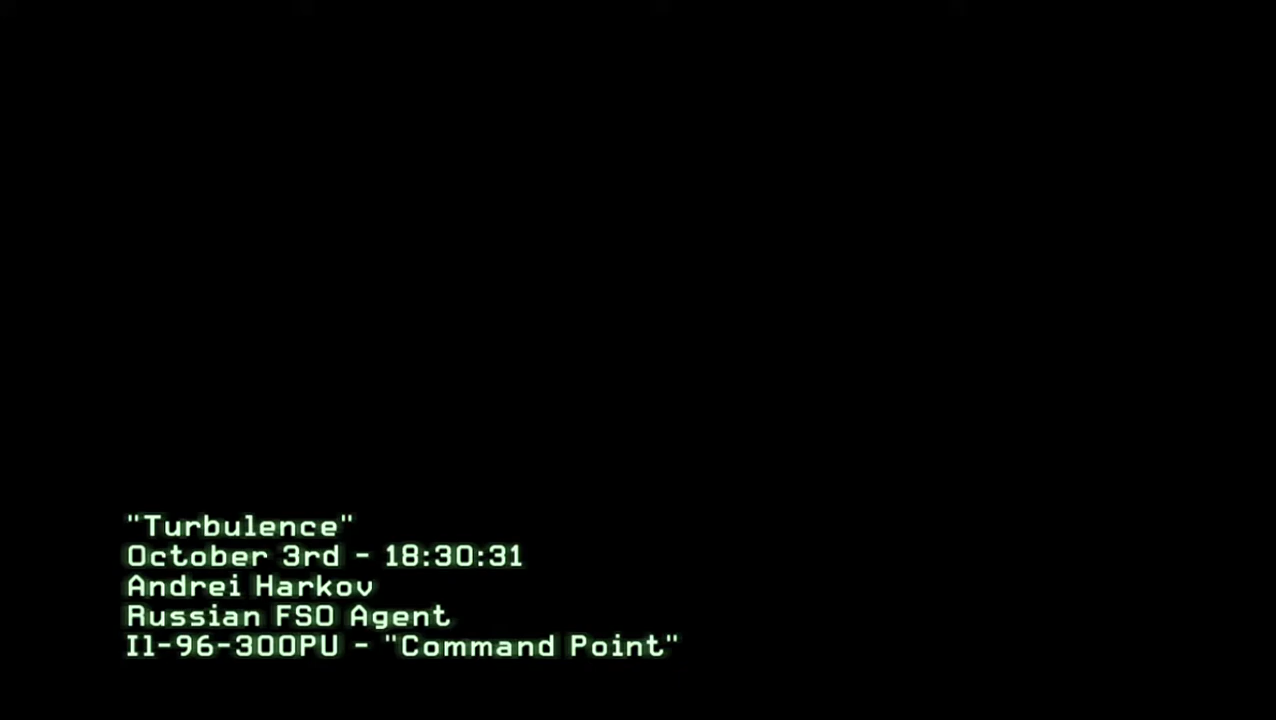 "Turbulence"
October 3rd - 18:30:31
Andrei Harkov
Russian FSO Agent
Il-96-300PU - "Command Point"